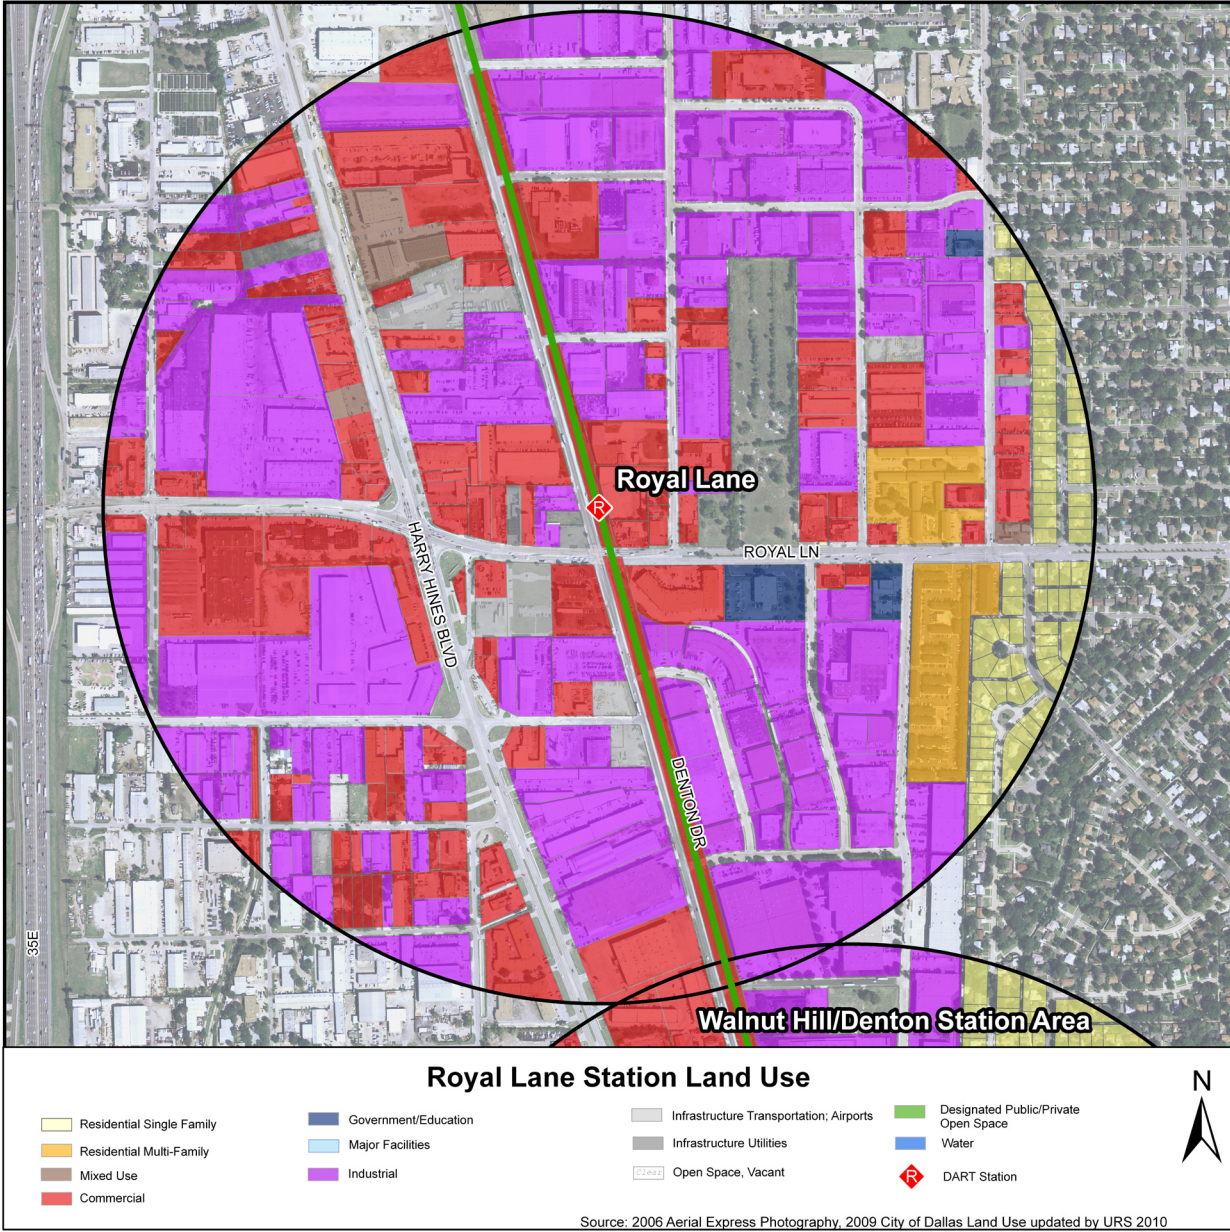 Royal Lane
R
ROYAL LN
HARRY HINES BLVD
DENTON DR
35E
Walnut Hill/Denton Station Area
Royal Lane Station Land Use
N
Residential Single Family
Residential Multi-Family
Mixed Use
Commercial
Government/Education
Major Facilities
Industrial
Infrastructure Transportation; Airports
Infrastructure Utilities
Clear
Open Space, Vacant
Designated Public/Private
Open Space
Water
R
DART Station
Source: 2006 Aerial Express Photography, 2009 City of Dallas Land Use updated by URS 2010